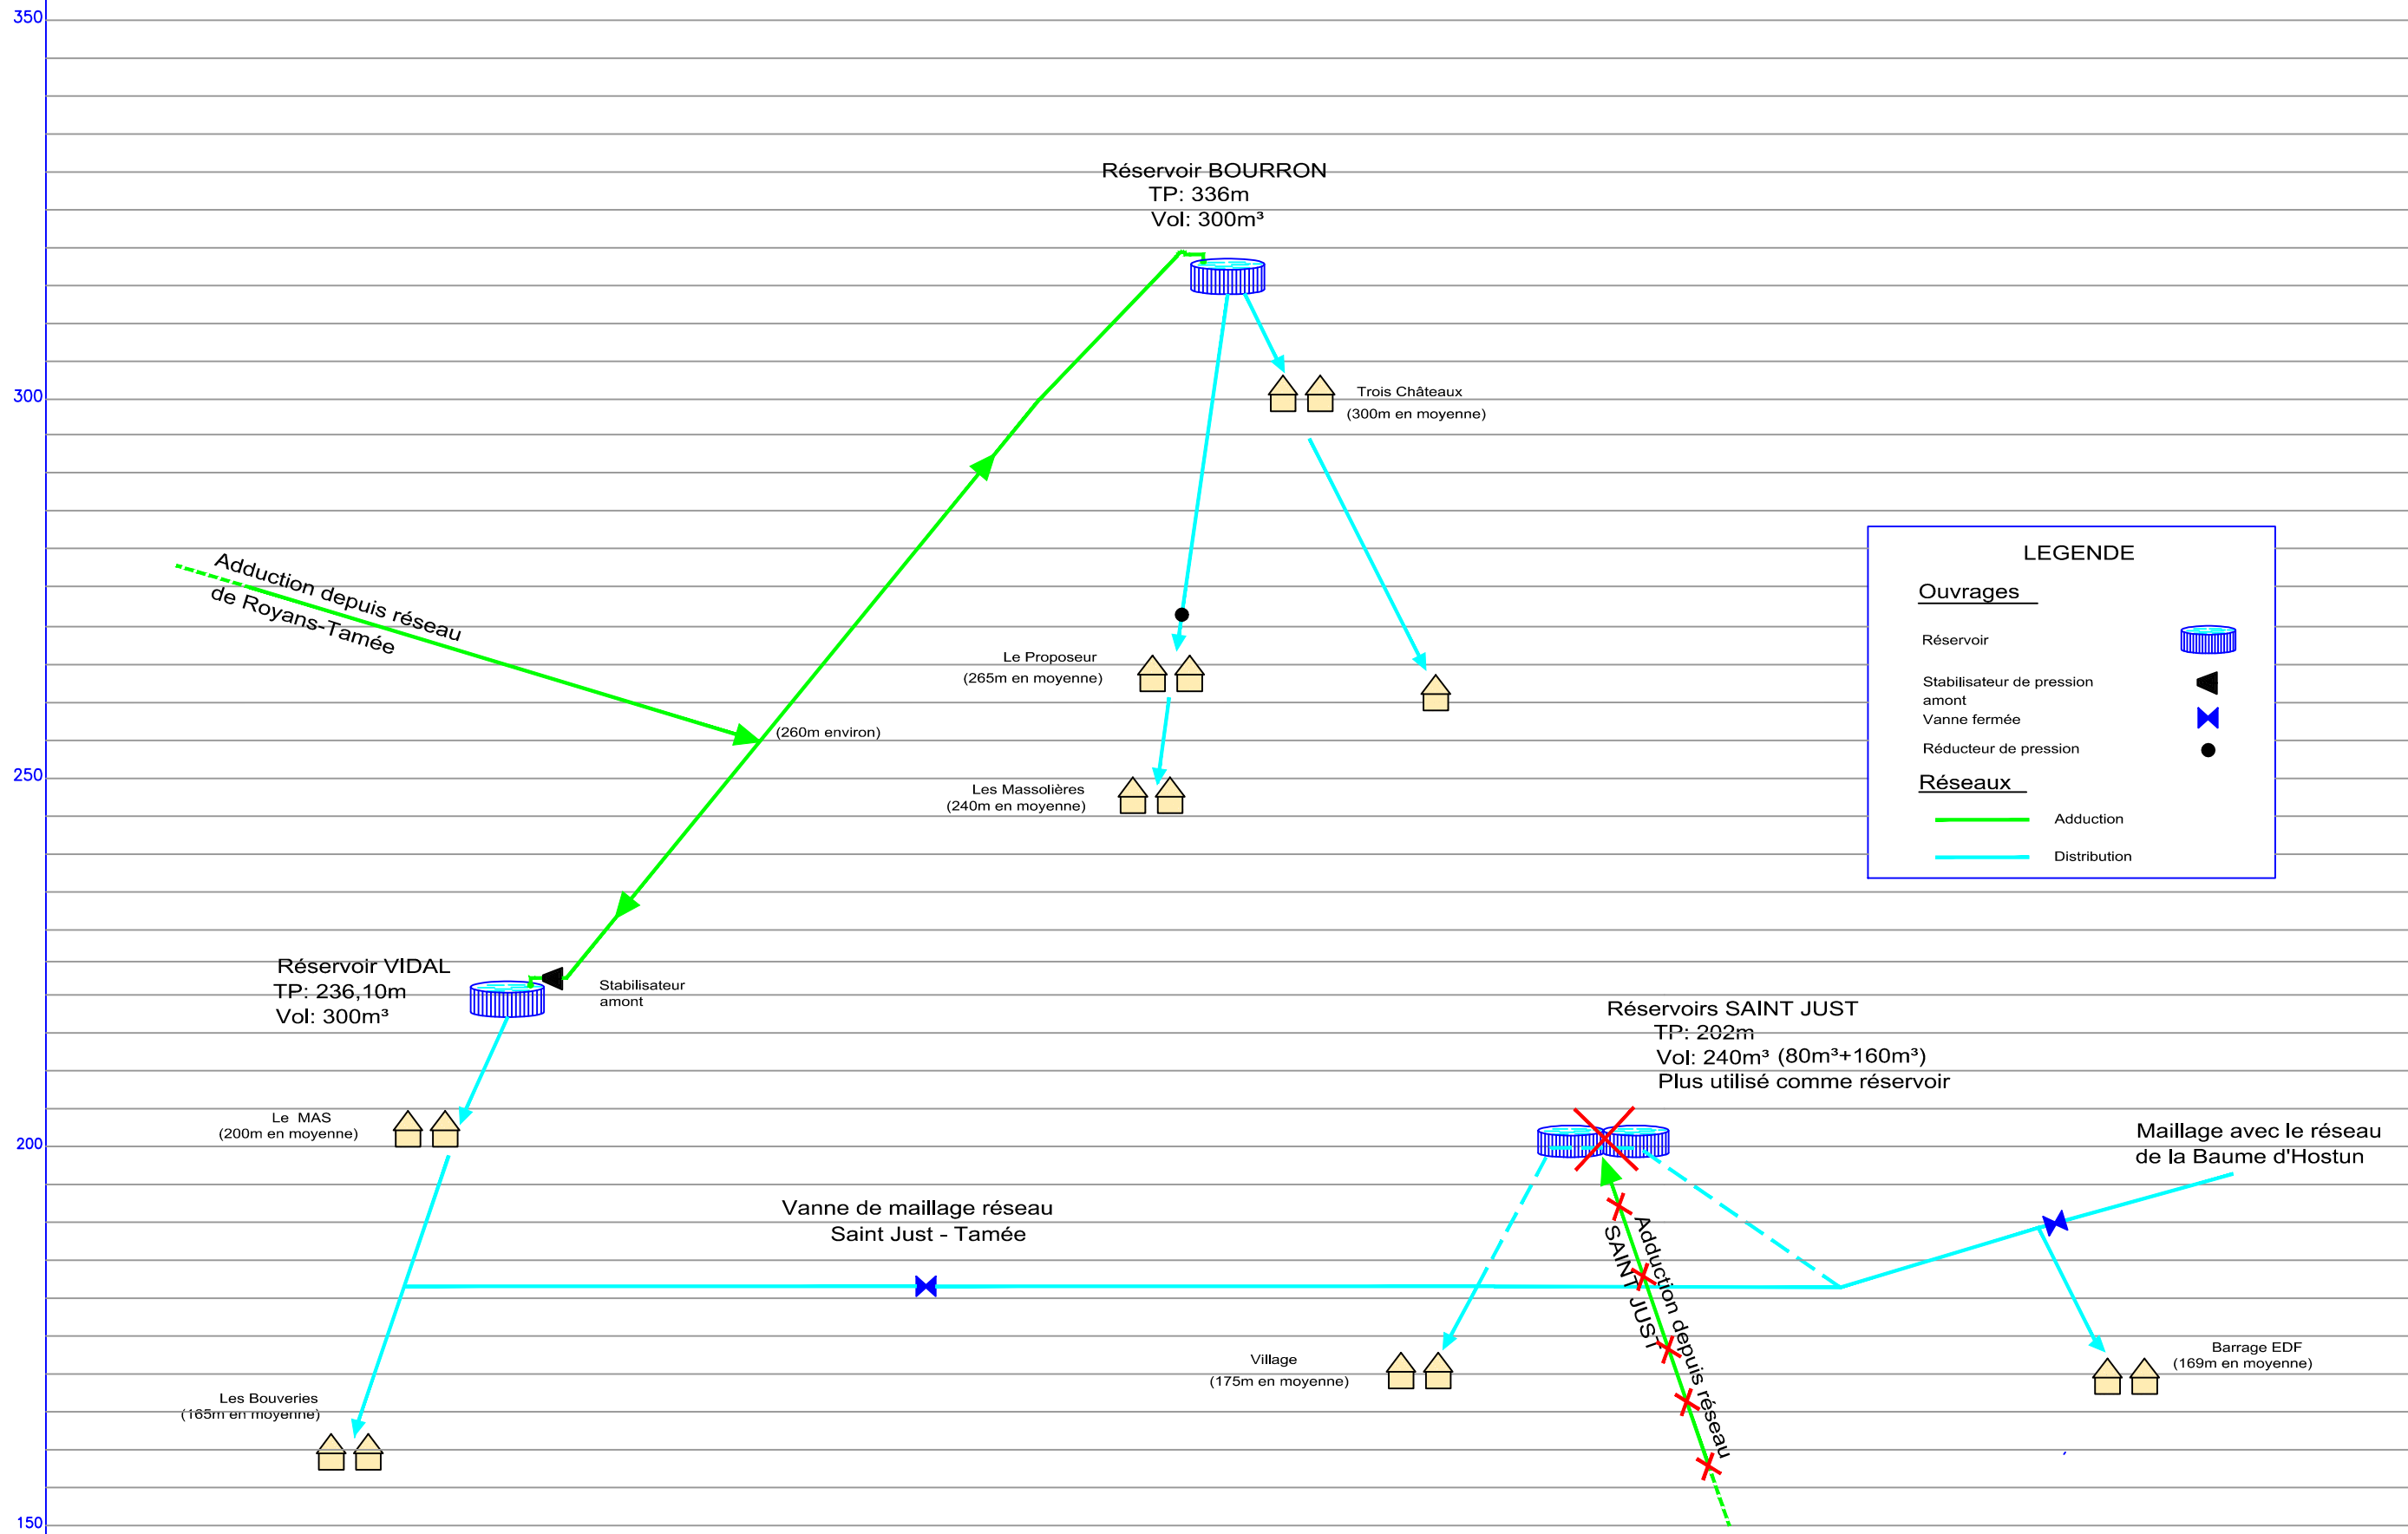 350
Réservoir BOURRON
TP: 336m
Vol: 300m³
300
Trois Châteaux
(300m en moyenne)
Adduction depuis réseau
de Royans-Tamée
LEGENDE
Ouvrages
Réservoir
Stabilisateur de pression
amont
Vanne fermée
Réducteur de pression
Réseaux
Adduction
Distribution
Le Proposeur
(265m en moyenne)
(260m environ)
250
Les Massolières
(240m en moyenne)
Réservoir VIDAL
TP: 236,10m
Vol: 300m³
Stabilisateur
amont
Réservoirs SAINT JUST
TP: 202m
Vol: 240m³ (80m³+160m³)
Plus utilisé comme réservoir
Le MAS
(200m en moyenne)
200
Maillage avec le réseau
de la Baume d'Hostun
Vanne de maillage réseau
Saint Just - Tamée
Adduction depuis réseau
SAINT JUST
Village
(175m en moyenne)
Barrage EDF
(169m en moyenne)
Les Bouveries
(165m en moyenne)
150